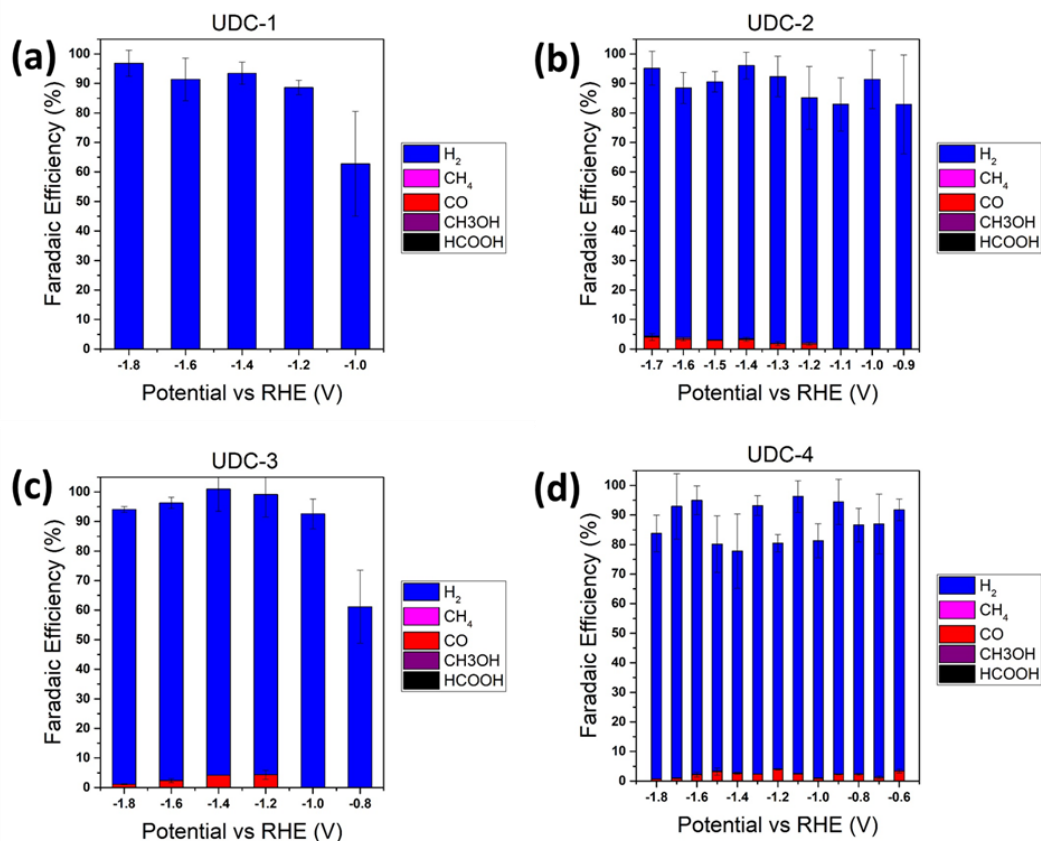 UDC-1
(a)
Faradaic Efficiency (%)
100
90
80
70
60
50
40
30
20
10
0
-1.8 -1.6 -1.4 -1.2 -1.0
Potential vs RHE (V)
H₂
CH₄
CO
CH3OH
HCOOH
UDC-2
(b)
Faradaic Efficiency (%)
100
90
80
70
60
50
40
30
20
10
0
-1.7 -1.6 -1.5 -1.4 -1.3 -1.2 -1.1 -1.0 -0.9
Potential vs RHE (V)
H₂
CH₄
CO
CH3OH
HCOOH
UDC-3
(c)
Faradaic Efficiency (%)
100
90
80
70
60
50
40
30
20
10
0
-1.8 -1.6 -1.4 -1.2 -1.0 -0.8
Potential vs RHE (V)
H₂
CH₄
CO
CH3OH
HCOOH
UDC-4
(d)
Faradaic Efficiency (%)
100
90
80
70
60
50
40
30
20
10
0
-1.8 -1.6 -1.4 -1.2 -1.0 -0.8 -0.6
Potential vs RHE (V)
H₂
CH₄
CO
CH3OH
HCOOH